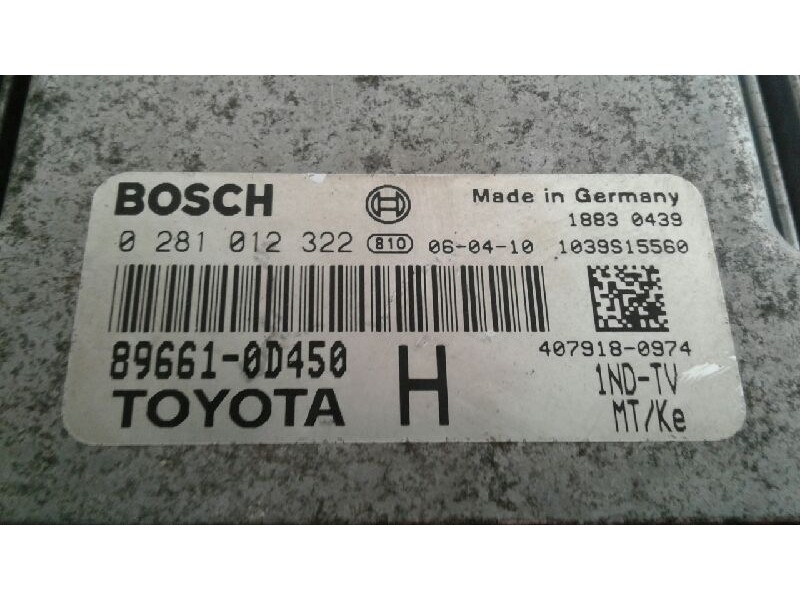 BOSCH Made in Germany
1883 0439
0 281 012 322 810 06-04-10 1039S15560
407918-0974
89661-0D450 H 1ND-TV
TOYOTA MT/Ke